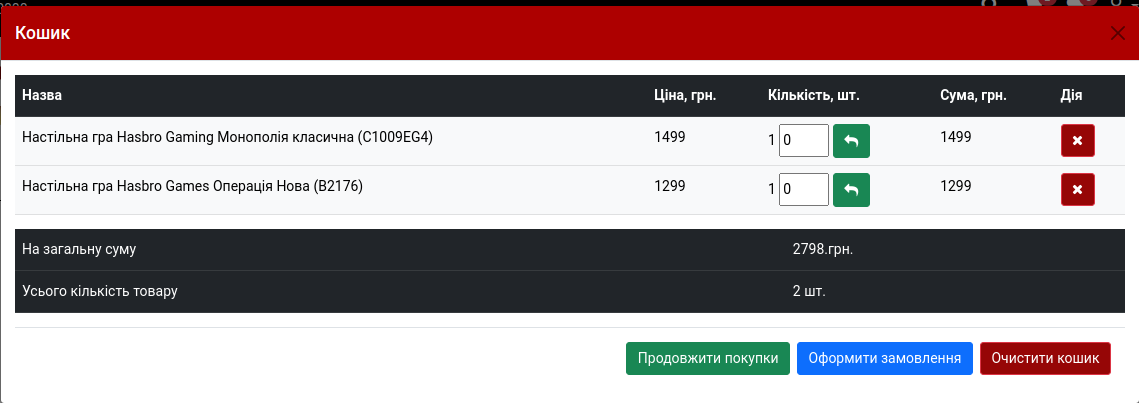 Кошик
Назва Ціна, грн. Кількість, шт. Сума, грн. Дія
Настільна гра Hasbro Gaming Монополія класична (C1009EG4) 1499 1 0 1499
Настільна гра Hasbro Games Операція Нова (B2176) 1299 1 0 1299
На загальну суму 2798.грн.
Усього кількість товару 2 шт.
Продовжити покупки Оформити замовлення Очистити кошик